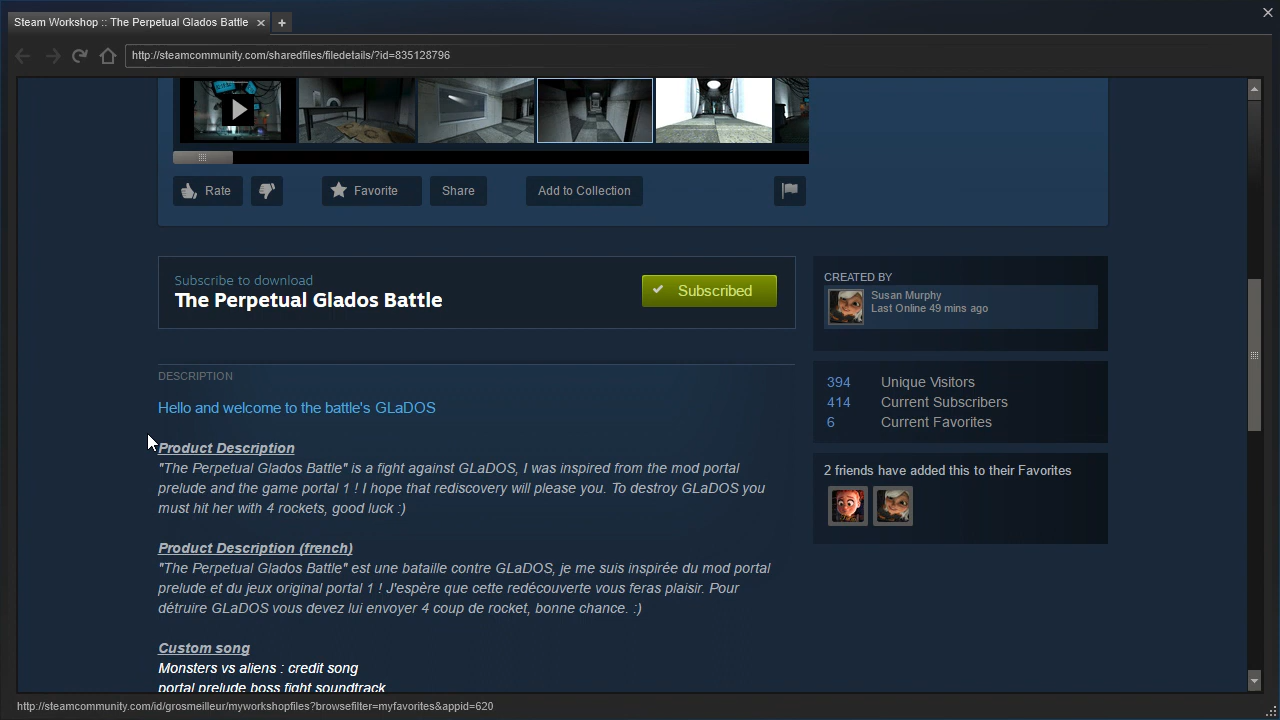 Steam Workshop :: The Perpetual Glados Battle
http://steamcommunity.com/sharedfiles/filedetails/?id=835128796
Rate
Favorite
Share
Add to Collection
Subscribe to download
The Perpetual Glados Battle
Subscribed
CREATED BY
Susan Murphy
Last Online 49 mins ago
394 Unique Visitors
414 Current Subscribers
6 Current Favorites
2 friends have added this to their Favorites
DESCRIPTION
Hello and welcome to the battle's GLaDOS
Product Description
"The Perpetual Glados Battle" is a fight against GLaDOS, I was inspired from the mod portal
prelude and the game portal 1 ! I hope that rediscovery will please you. To destroy GLaDOS you
must hit her with 4 rockets, good luck :)
Product Description (french)
"The Perpetual Glados Battle" est une bataille contre GLaDOS, je me suis inspirée du mod portal
prelude et du jeux original portal 1 ! J'espère que cette redécouverte vous feras plaisir. Pour
détruire GLaDOS vous devez lui envoyer 4 coup de rocket, bonne chance. :)
Custom song
Monsters vs aliens : credit song
portal prelude boss fight soundtrack
http://steamcommunity.com/id/grosmeilleur/myworkshopfiles?browsefilter=myfavorites&appid=620